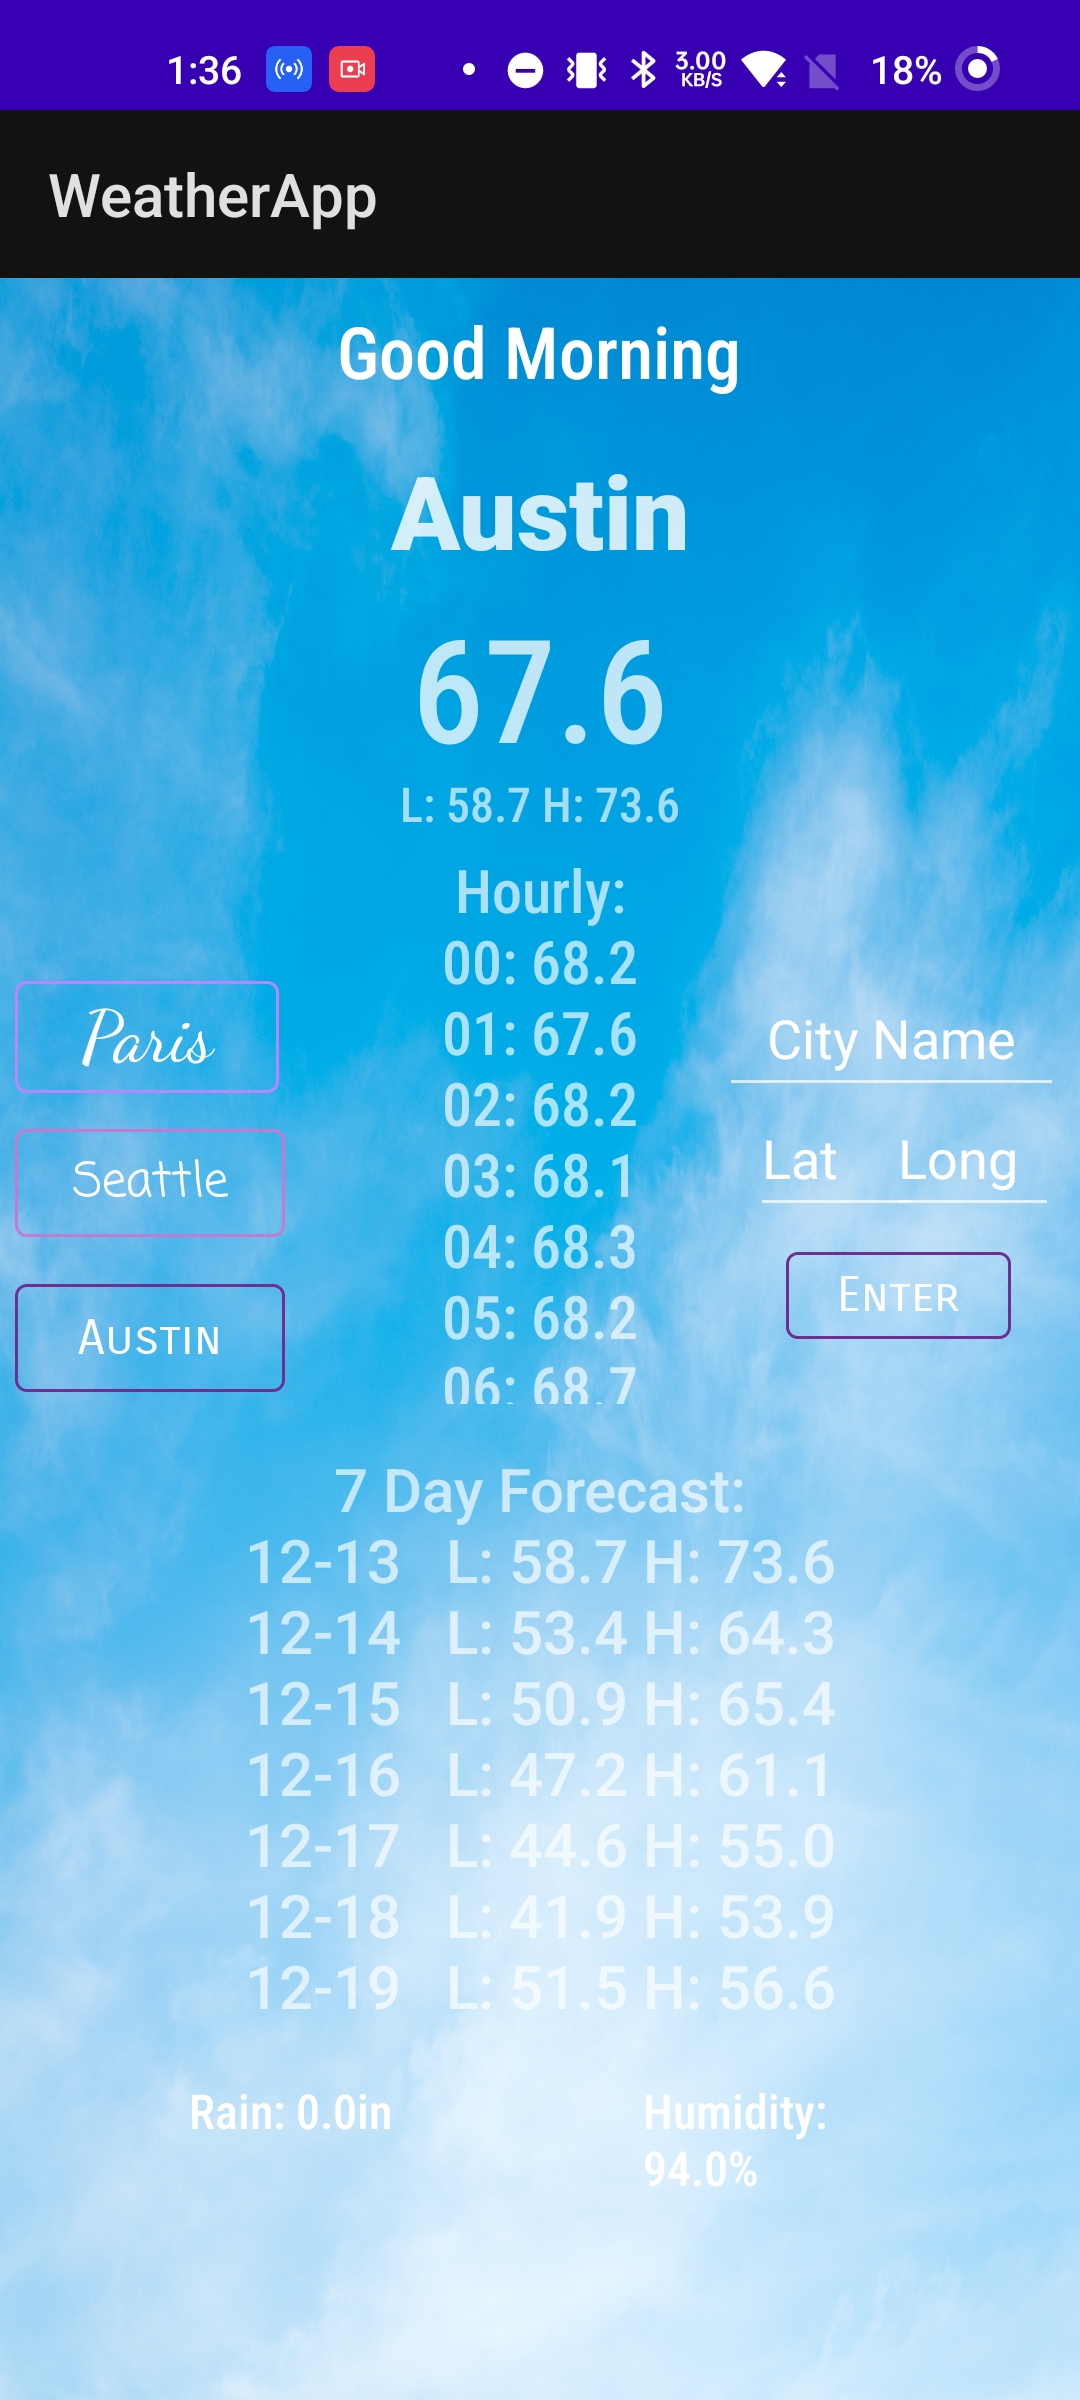 1:36 3.00 KB/S 18%
WeatherApp
Good Morning
Austin
67.6
L: 58.7 H: 73.6
Hourly:
00: 68.2
01: 67.6
02: 68.2
03: 68.1
04: 68.3
05: 68.2
06: 68.7
Paris
Seattle
AUSTIN
City Name
Lat Long
ENTER
7 Day Forecast:
12-13 L: 58.7 H: 73.6
12-14 L: 53.4 H: 64.3
12-15 L: 50.9 H: 65.4
12-16 L: 47.2 H: 61.1
12-17 L: 44.6 H: 55.0
12-18 L: 41.9 H: 53.9
12-19 L: 51.5 H: 56.6
Rain: 0.0in
Humidity:
94.0%